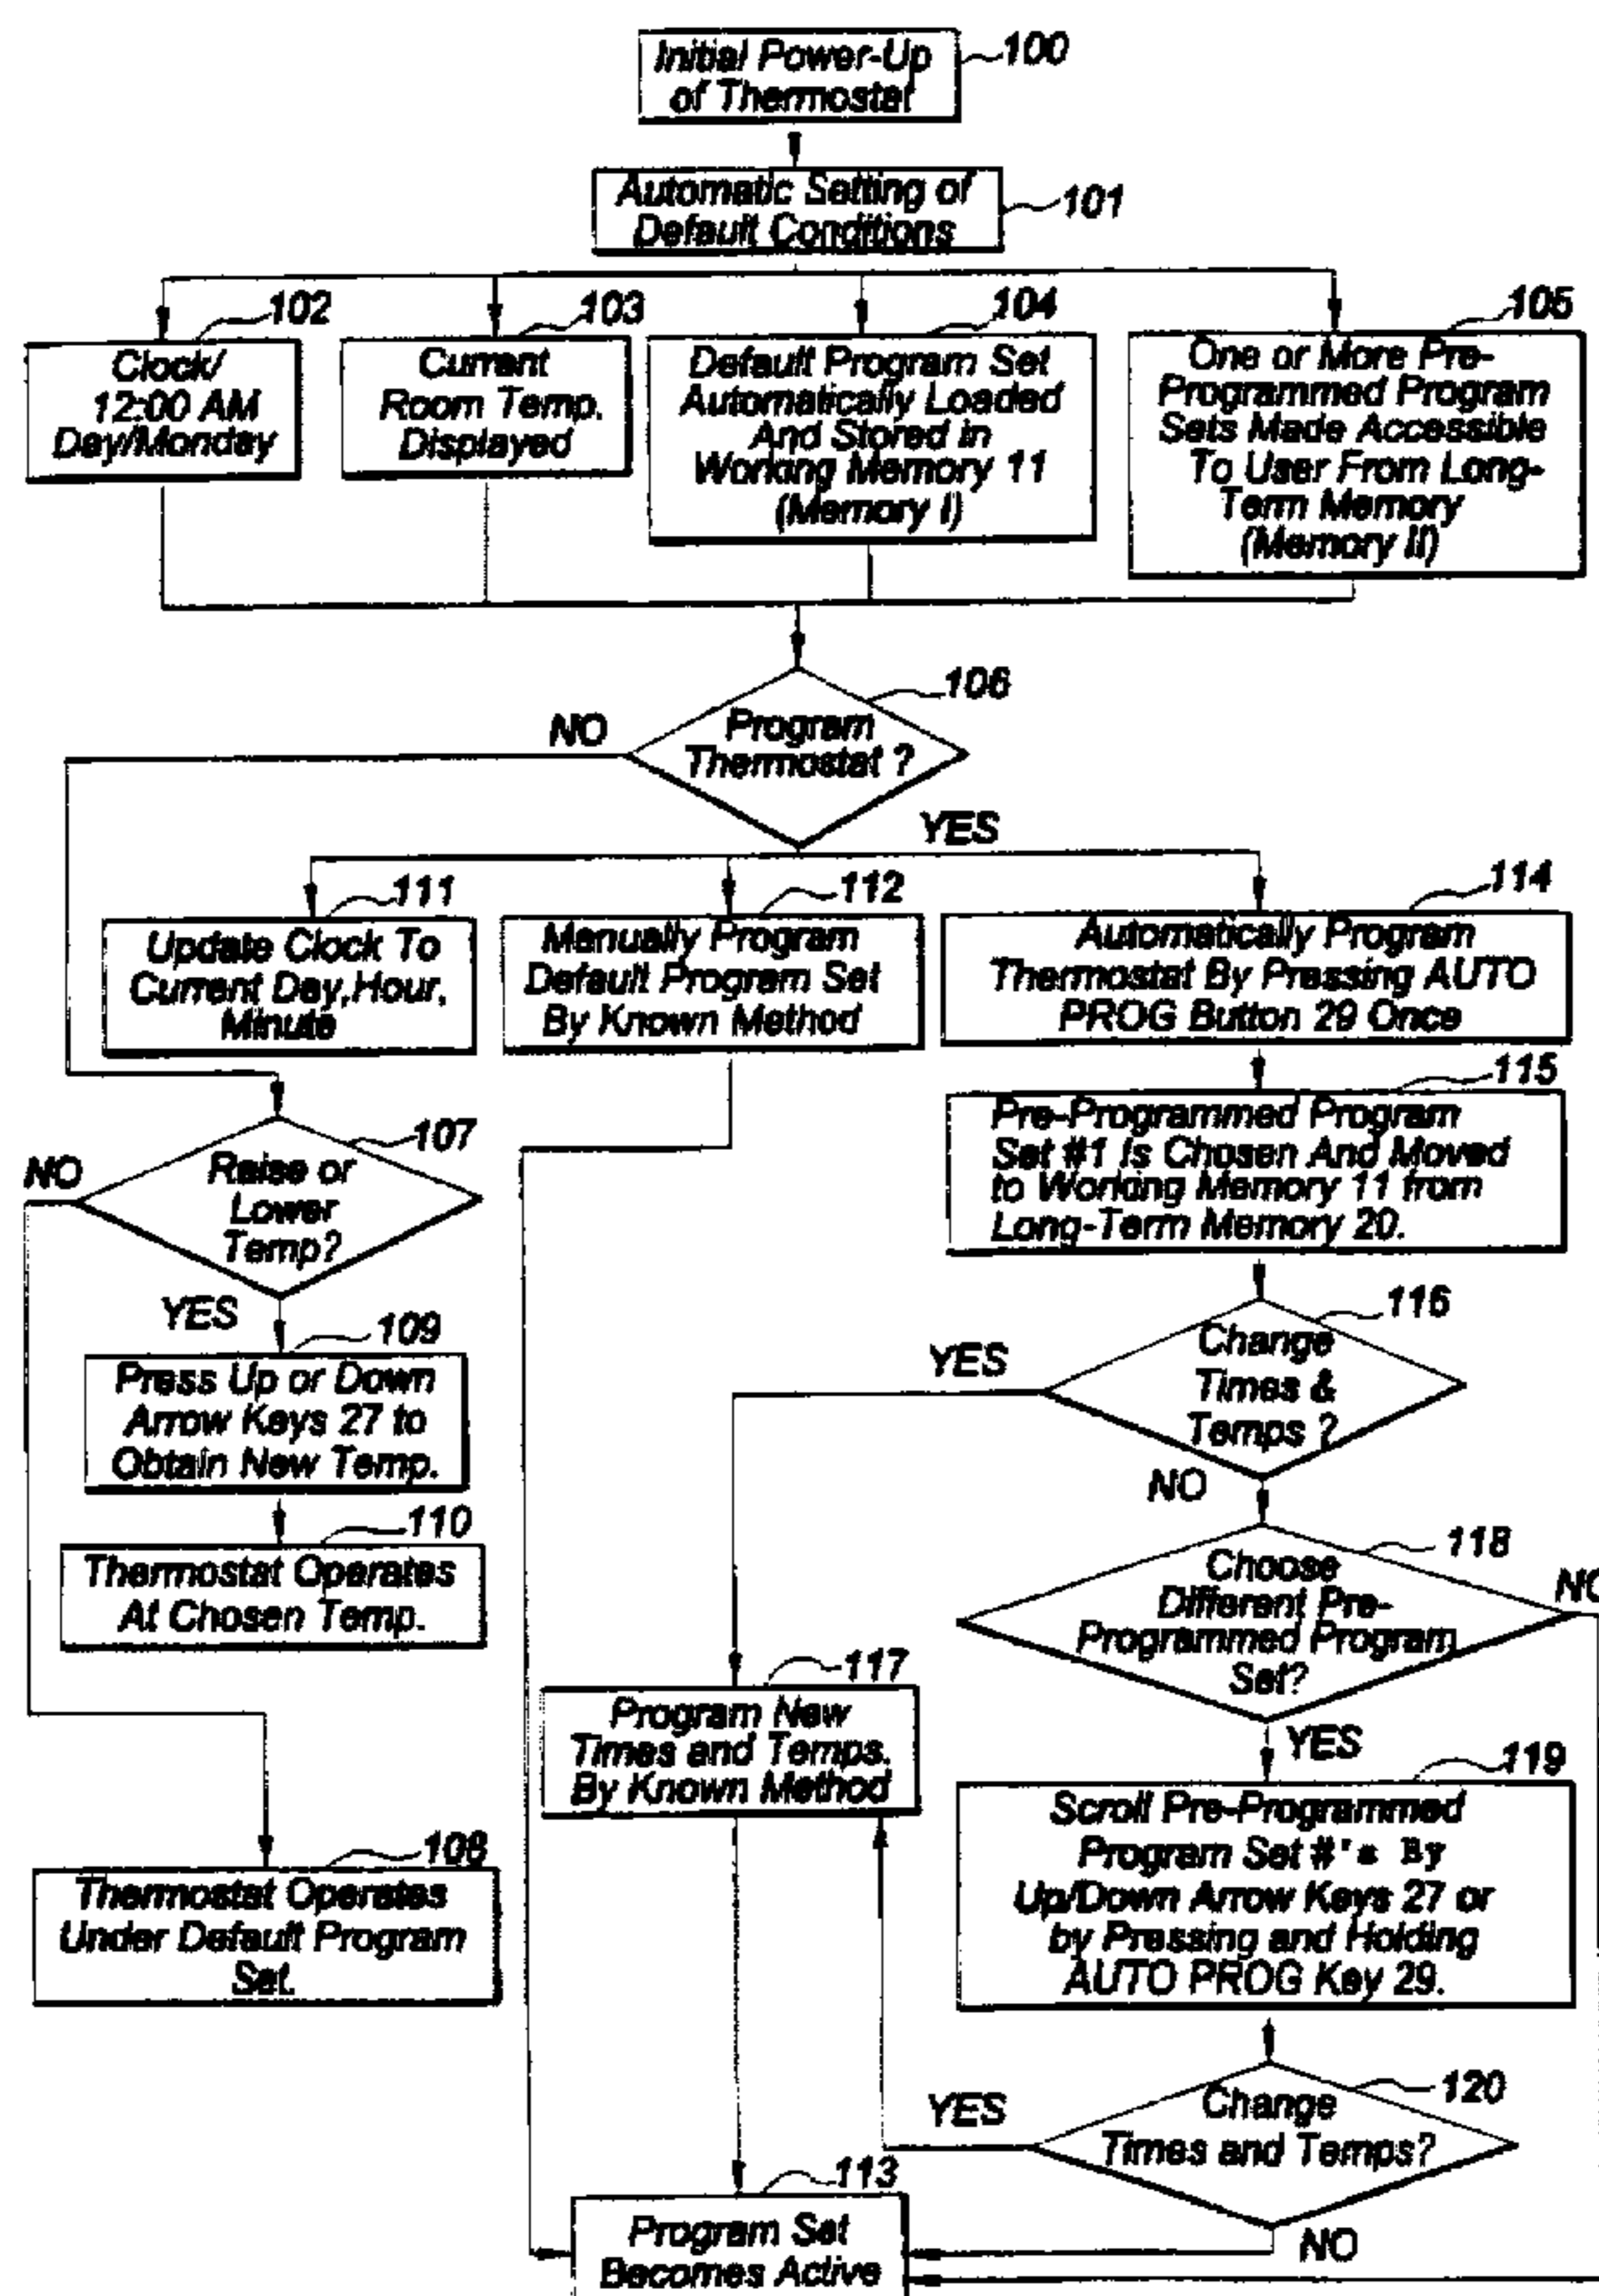 Initial Power-Up
of Thermostat
100
Automatic Setting of
Default Conditions
101
102
Clock/
12:00 AM
Day/Monday
103
Current
Room Temp.
Displayed
104
Default Program Set
Automatically Loaded
And Stored in
Working Memory 11
(Memory I)
105
One or More Pre-
Programmed Program
Sets Made Accessible
To User From Long-
Term Memory
(Memory II)
106
Program
Thermostat ?
NO
YES
111
Update Clock To
Current Day, Hour,
Minute
112
Manually Program
Default Program Set
By Known Method
114
Automatically Program
Thermostat By Pressing AUTO
PROG Button 29 Once
115
Pre-Programmed Program
Set #1 Is Chosen And Moved
to Working Memory 11 from
Long-Term Memory 20.
107
Raise or
Lower
Temp?
NO
YES
109
Press Up or Down
Arrow Keys 27 to
Obtain New Temp.
110
Thermostat Operates
At Chosen Temp.
108
Thermostat Operates
Under Default Program
Set.
116
Change
Times &
Temps ?
YES
NO
118
Choose
Different Pre-
Programmed Program
Set?
NO
YES
117
Program New
Times and Temps.
By Known Method
119
Scroll Pre-Programmed
Program Set #'s By
Up/Down Arrow Keys 27 or
by Pressing and Holding
AUTO PROG Key 29.
120
Change
Times and Temps?
YES
NO
113
Program Set
Becomes Active